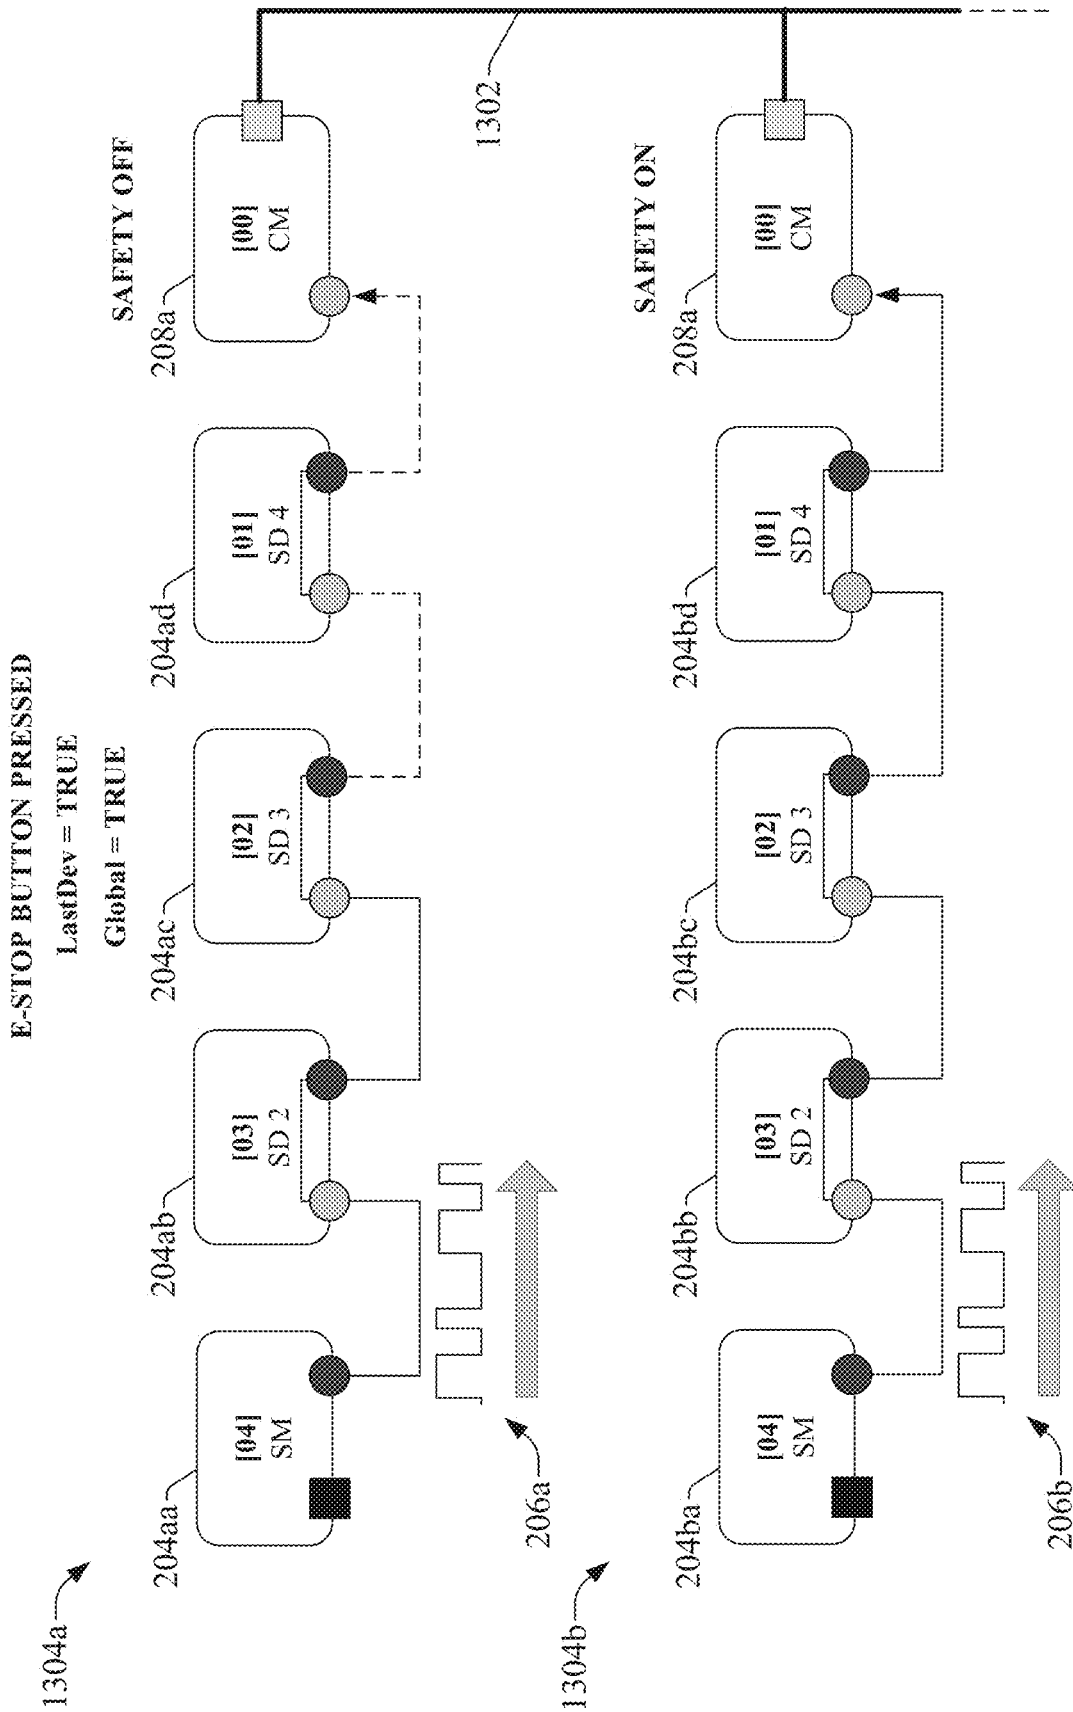 E-STOP BUTTON PRESSED
LastDev = TRUE
Global = TRUE
1304a
204aa
[04]
SM
204ab
[03]
SD 2
204ac
[02]
SD 3
204ad
[01]
SD 4
208a
[00]
CM
SAFETY OFF
206a
1302
1304b
204ba
[04]
SM
204bb
[03]
SD 2
204bc
[02]
SD 3
204bd
[01]
SD 4
208a
[00]
CM
SAFETY ON
206b